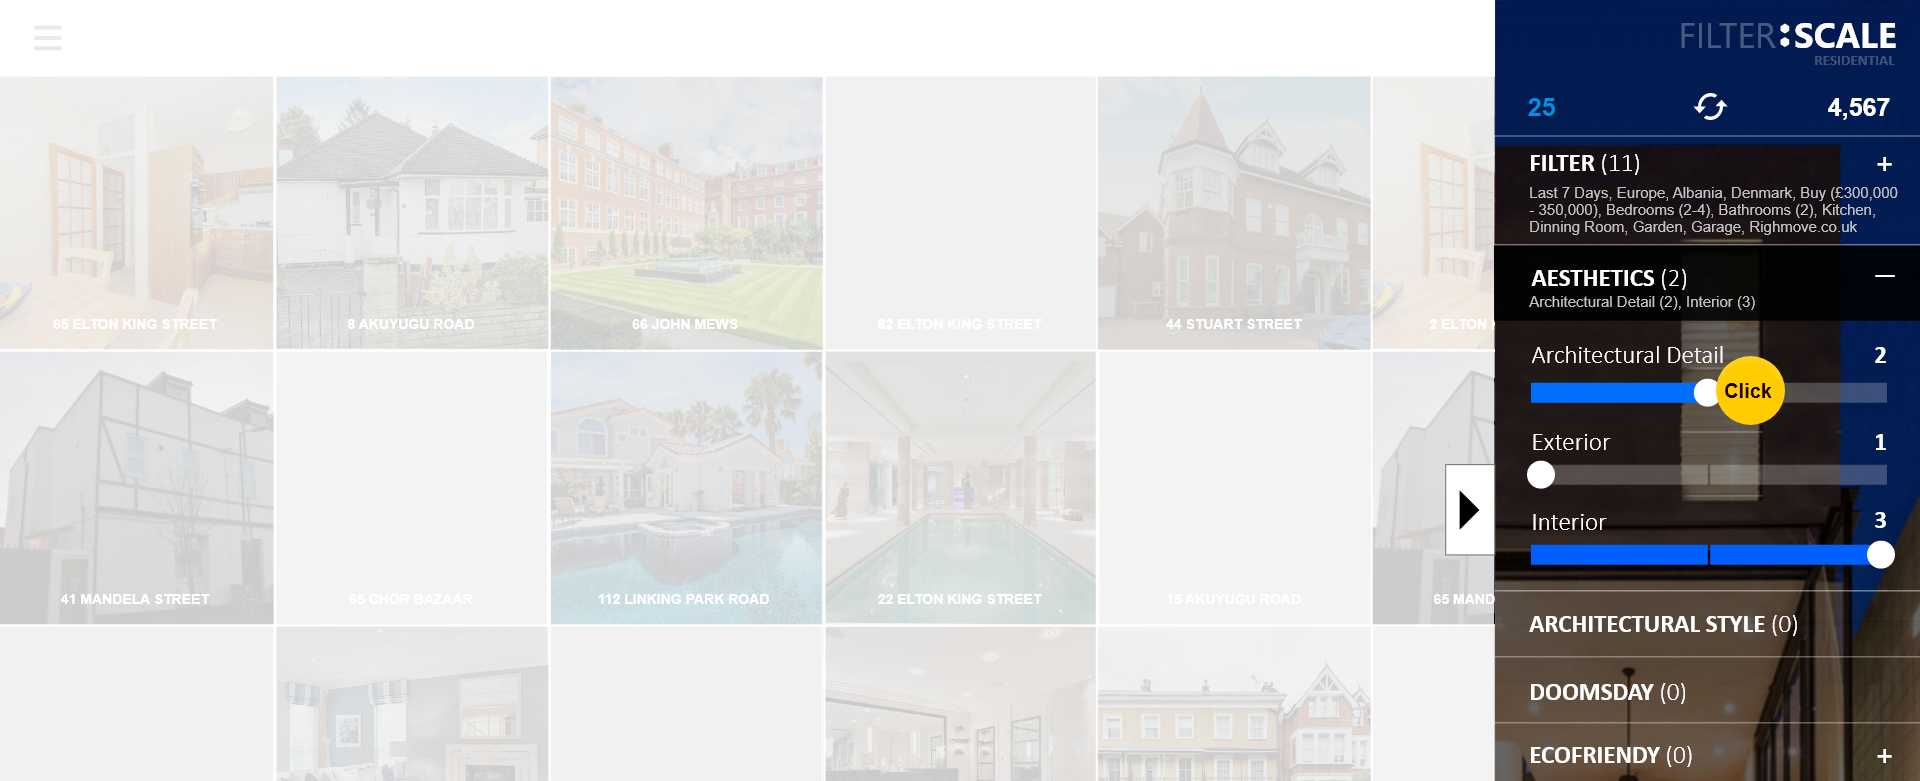 FILTER:SCALE
RESIDENTIAL
25
4,567
FILTER (11)
+
Last 7 Days, Europe, Albania, Denmark, Buy (£300,000
- 350,000), Bedrooms (2-4), Bathrooms (2), Kitchen,
Dinning Room, Garden, Garage, Righmove.co.uk
AESTHETICS (2)
—
Architectural Detail (2), Interior (3)
Architectural Detail
2
Click
Exterior
1
Interior
3
ARCHITECTURAL STYLE (0)
DOOMSDAY (0)
ECOFRIENDY (0)
+
65 ELTON KING STREET
8 AKUYUGU ROAD
66 JOHN MEWS
82 ELTON KING STREET
44 STUART STREET
2 ELTON
41 MANDELA STREET
65 CHOR BAZAAR
112 LINKING PARK ROAD
22 ELTON KING STREET
15 AKUYUGU ROAD
65 MAND